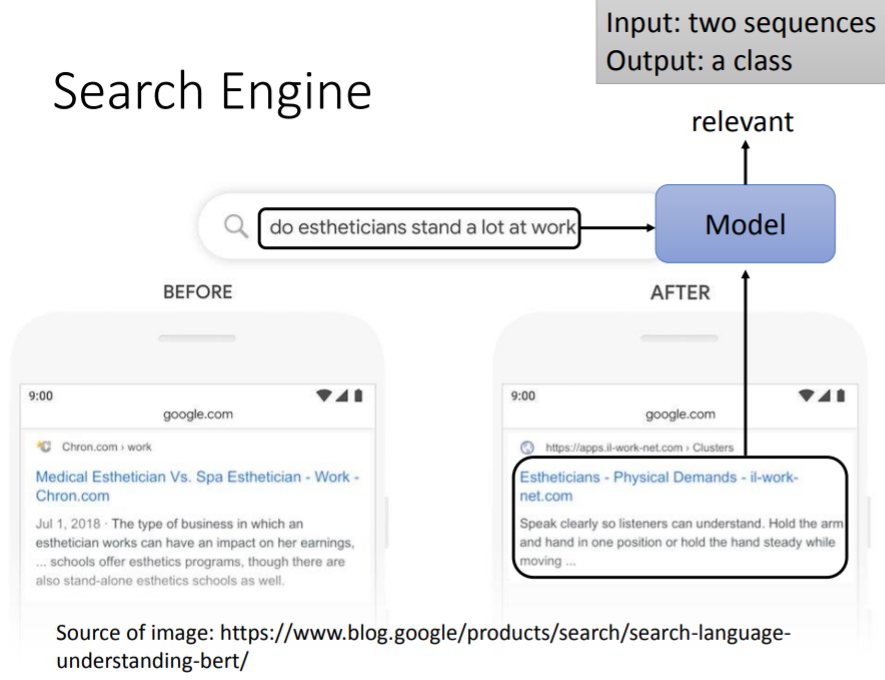 Input: two sequences
Output: a class
Search Engine
relevant
do estheticians stand a lot at work
Model
BEFORE
AFTER
9:00
google.com
Chron.com › work
Medical Esthetician Vs. Spa Esthetician - Work -
Chron.com
Jul 1, 2018 · The type of business in which an
esthetician works can have an impact on her earnings,
... schools offer esthetics programs, though there are
also stand-alone esthetics schools as well.
9:00
google.com
https://apps.il-work-net.com › Clusters
Estheticians - Physical Demands - il-work-
net.com
Speak clearly so listeners can understand. Hold the arm
and hand in one position or hold the hand steady while
moving ...
Source of image: https://www.blog.google/products/search/search-language-
understanding-bert/